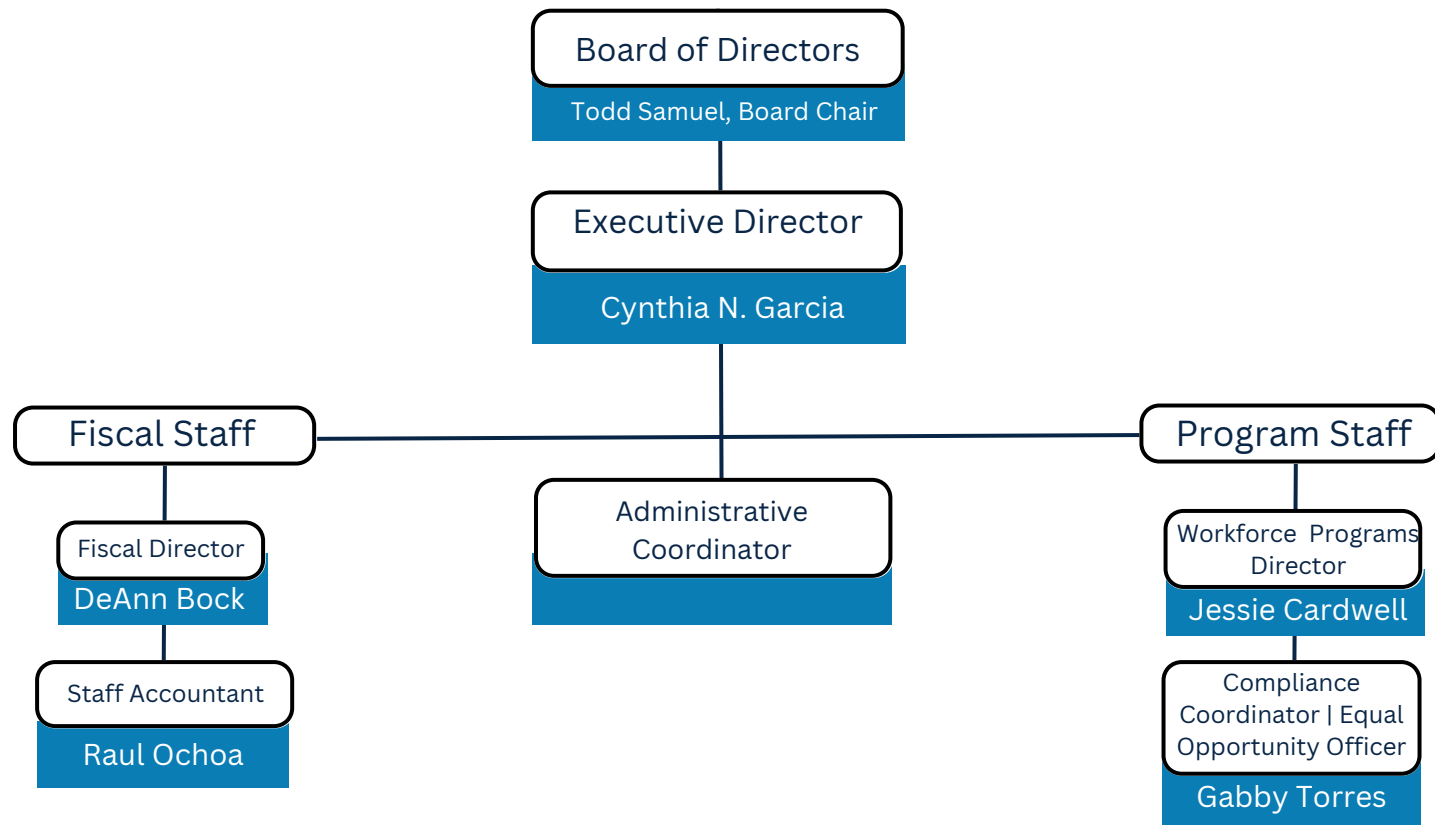 Board of Directors
Todd Samuel, Board Chair
Executive Director
Cynthia N. Garcia
Fiscal Staff
Program Staff
Administrative
Coordinator
Fiscal Director
DeAnn Bock
Staff Accountant
Raul Ochoa
Workforce Programs
Director
Jessie Cardwell
Compliance
Coordinator | Equal
Opportunity Officer
Gabby Torres